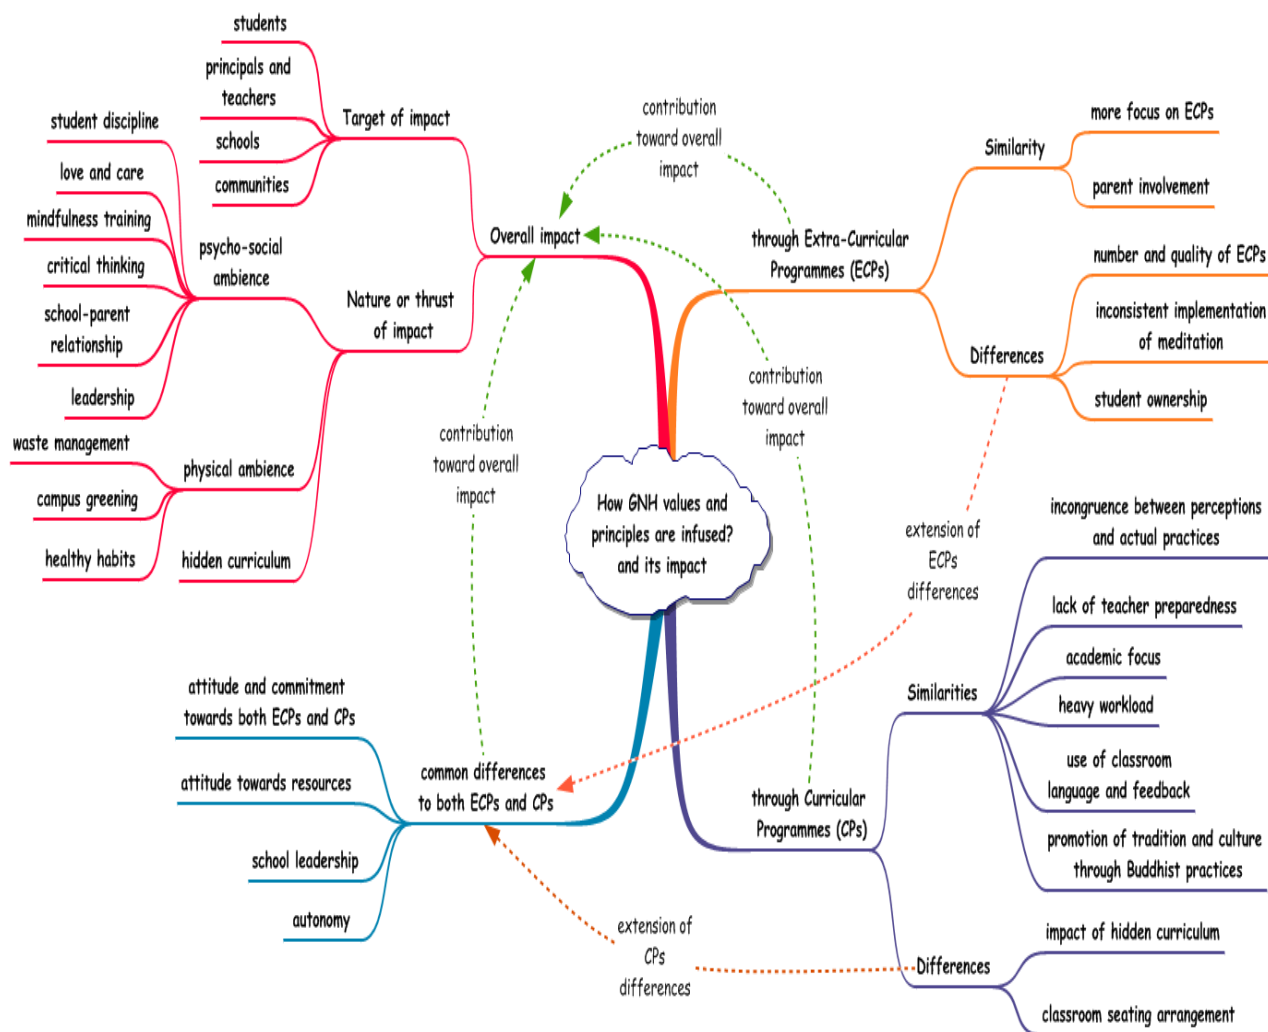 students
principals and
teachers
schools
communities
Target of impact
student discipline
love and care
mindfulness training
critical thinking
school-parent
relationship
leadership
psycho-social
ambience
waste management
campus greening
healthy habits
physical ambience
hidden curriculum
Nature or thrust
of impact
Overall impact
contribution
toward overall
impact
contribution
toward overall
impact
contribution
toward overall
impact
through Extra-Curricular
Programmes (ECPs)
Similarity
more focus on ECPs
parent involvement
Differences
number and quality of ECPs
inconsistent implementation
of meditation
student ownership
How GNH values and
principles are infused?
and its impact
extension of
ECPs
differences
attitude and commitment
towards both ECPs and CPs
attitude towards resources
school leadership
autonomy
common differences
to both ECPs and CPs
extension of
CPs
differences
through Curricular
Programmes (CPs)
Similarities
incongruence between perceptions
and actual practices
lack of teacher preparedness
academic focus
heavy workload
use of classroom
language and feedback
promotion of tradition and culture
through Buddhist practices
Differences
impact of hidden curriculum
classroom seating arrangement